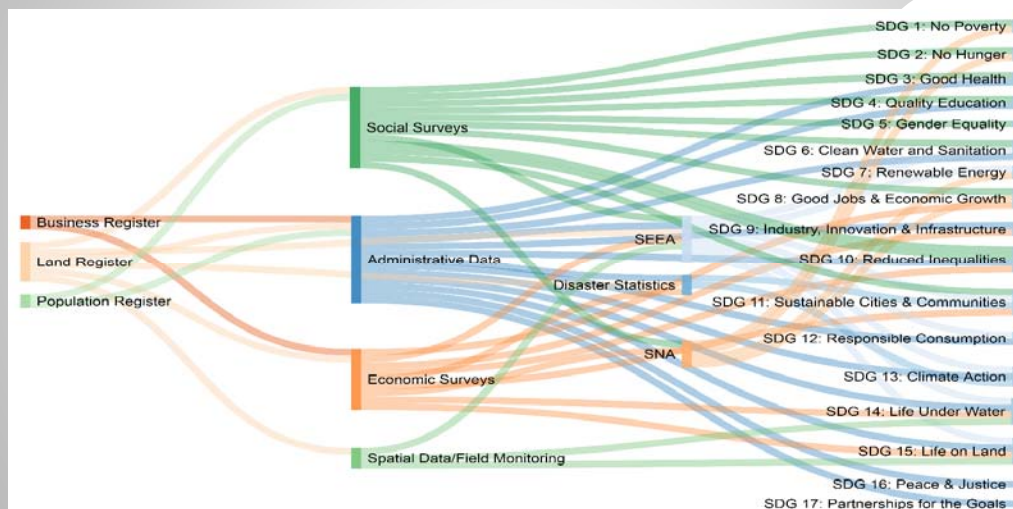 Business Register
Land Register
Population Register
Social Surveys
Administrative Data
Economic Surveys
Spatial Data/Field Monitoring
SEEA
Disaster Statistics
SNA
SDG 1: No Poverty
SDG 2: No Hunger
SDG 3: Good Health
SDG 4: Quality Education
SDG 5: Gender Equality
SDG 6: Clean Water and Sanitation
SDG 7: Renewable Energy
SDG 8: Good Jobs & Economic Growth
SDG 9: Industry, Innovation & Infrastructure
SDG 10: Reduced Inequalities
SDG 11: Sustainable Cities & Communities
SDG 12: Responsible Consumption
SDG 13: Climate Action
SDG 14: Life Under Water
SDG 15: Life on Land
SDG 16: Peace & Justice
SDG 17: Partnerships for the Goals